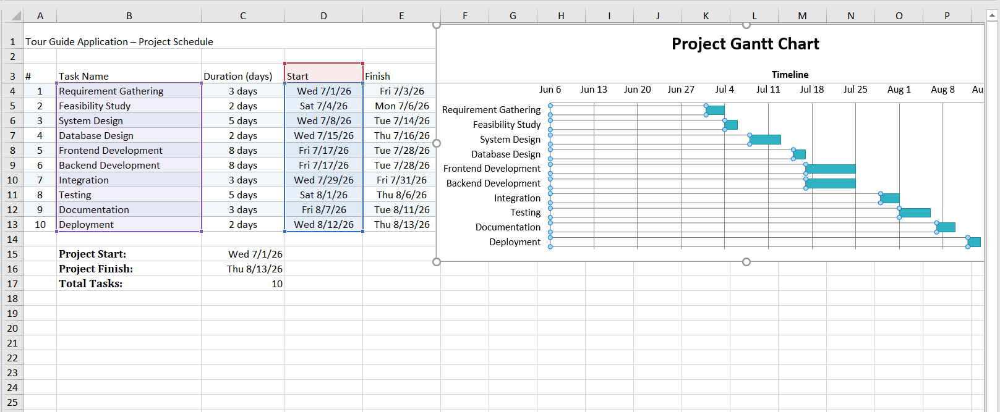 A B C D E F G H I J K L M N O P
1 Tour Guide Application – Project Schedule
2
3 # Task Name Duration (days) Start Finish
4 1 Requirement Gathering 3 days Wed 7/1/26 Fri 7/3/26
5 2 Feasibility Study 2 days Sat 7/4/26 Mon 7/6/26
6 3 System Design 5 days Wed 7/8/26 Tue 7/14/26
7 4 Database Design 2 days Wed 7/15/26 Thu 7/16/26
8 5 Frontend Development 8 days Fri 7/17/26 Tue 7/28/26
9 6 Backend Development 8 days Fri 7/17/26 Tue 7/28/26
10 7 Integration 3 days Wed 7/29/26 Fri 7/31/26
11 8 Testing 5 days Sat 8/1/26 Thu 8/6/26
12 9 Documentation 3 days Fri 8/7/26 Tue 8/11/26
13 10 Deployment 2 days Wed 8/12/26 Thu 8/13/26
14
15 Project Start: Wed 7/1/26
16 Project Finish: Thu 8/13/26
17 Total Tasks: 10
18
19
20
21
22
23
24
25
Project Gantt Chart
Timeline
Jun 6 Jun 13 Jun 20 Jun 27 Jul 4 Jul 11 Jul 18 Jul 25 Aug 1 Aug 8 Au
Requirement Gathering
Feasibility Study
System Design
Database Design
Frontend Development
Backend Development
Integration
Testing
Documentation
Deployment